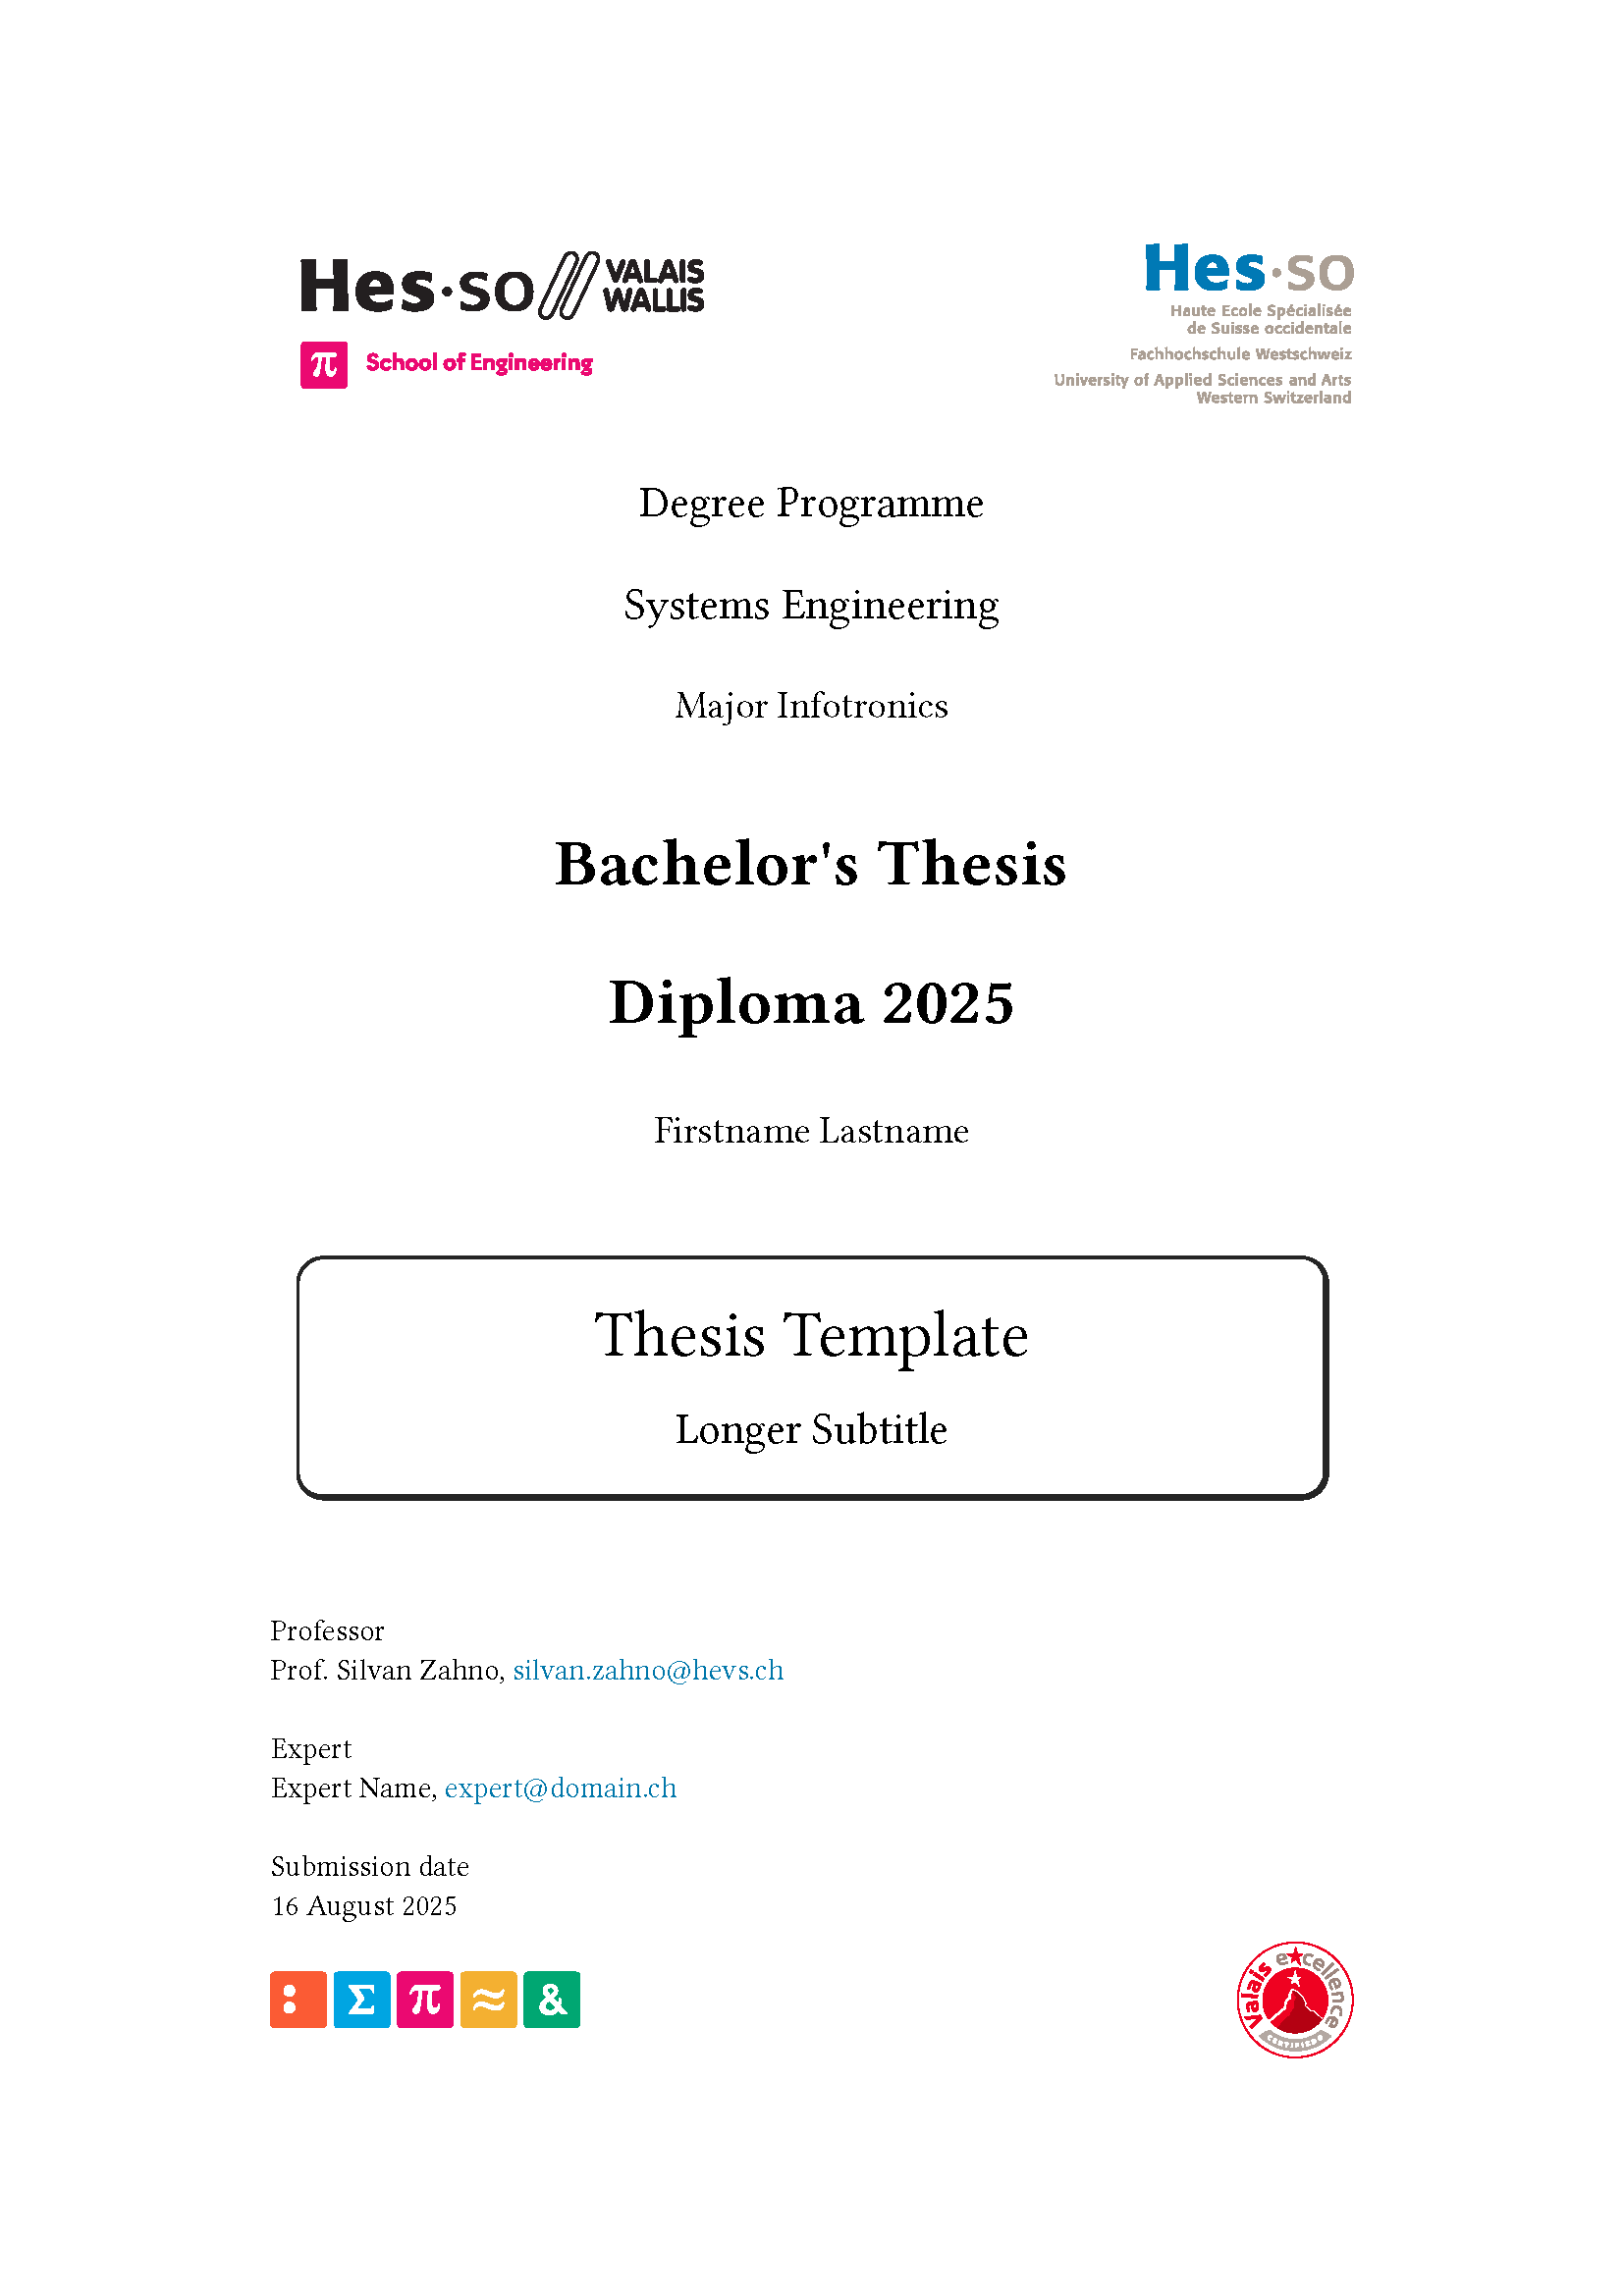 Hes·so VALAIS WALLIS
π School of Engineering
Hes·so
Haute Ecole Spécialisée
de Suisse occidentale
Fachhochschule Westschweiz
University of Applied Sciences and Arts
Western Switzerland
Degree Programme
Systems Engineering
Major Infotronics
Bachelor's Thesis
Diploma 2025
Firstname Lastname
Thesis Template
Longer Subtitle
Professor
Prof. Silvan Zahno, silvan.zahno@hevs.ch
Expert
Expert Name, expert@domain.ch
Submission date
16 August 2025
: Σ π ≈ &
Valais excellence
CERTIFIED